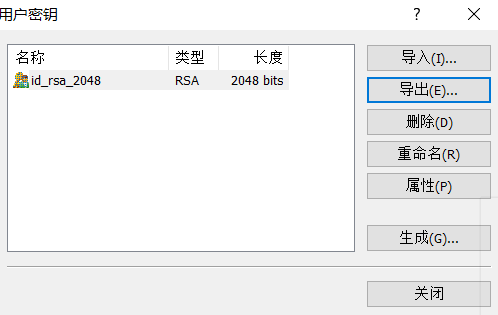 用户密钥
?
名称 类型 长度
id_rsa_2048 RSA 2048 bits
导入(I)...
导出(E)...
删除(D)
重命名(R)
属性(P)
生成(G)...
关闭